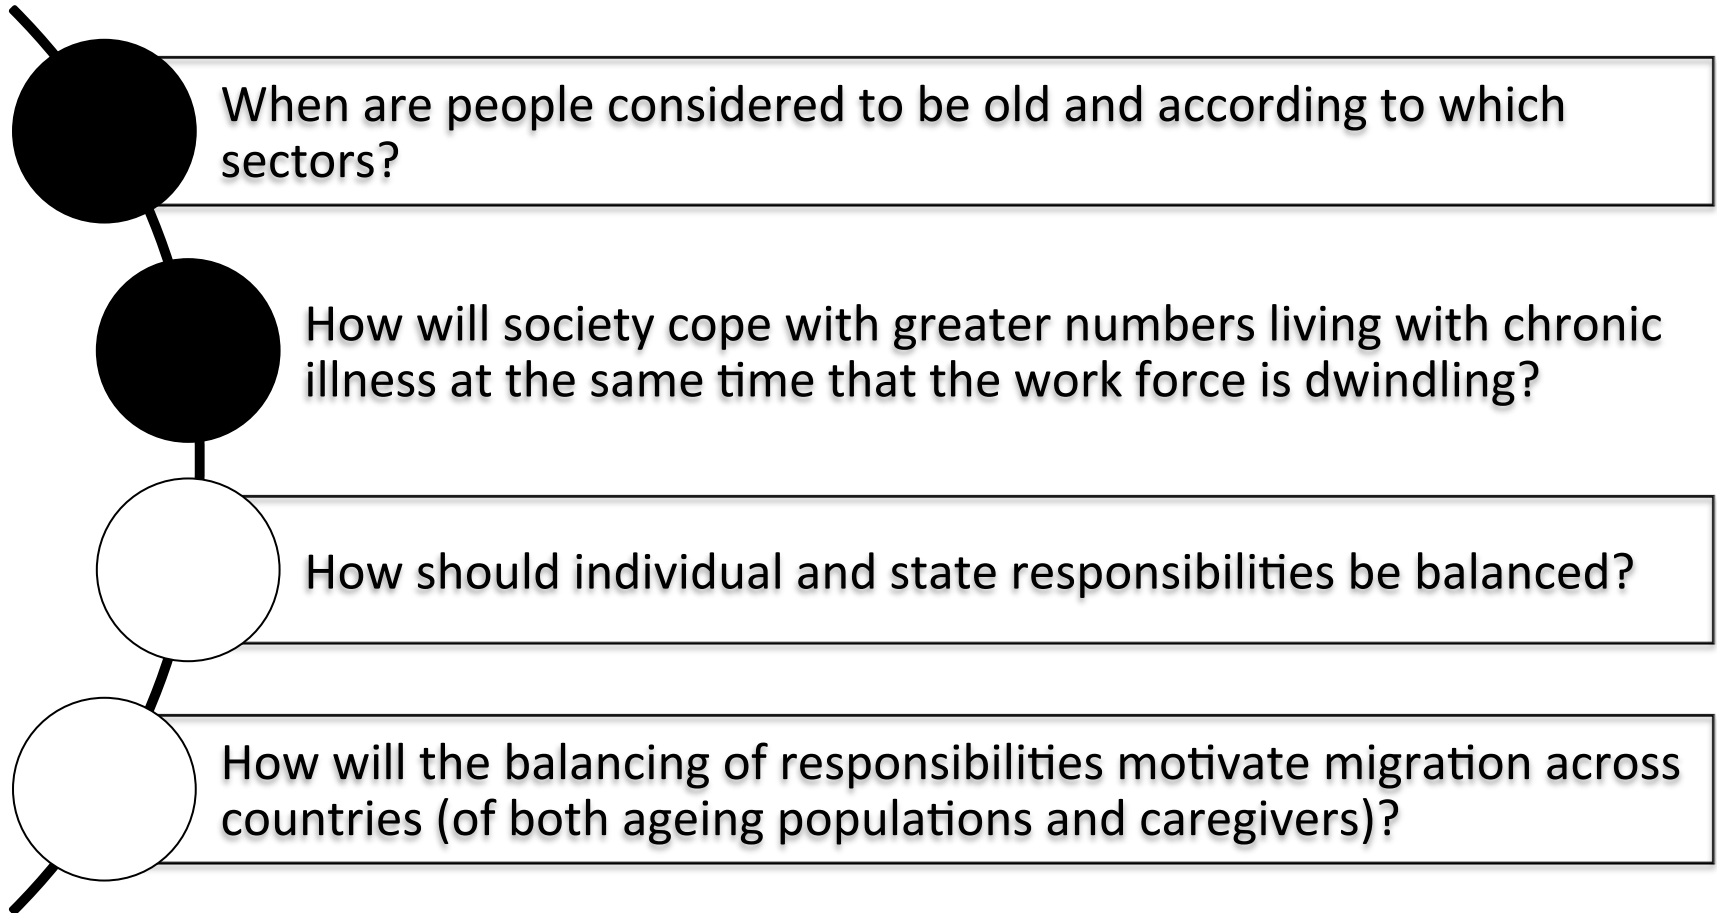 When are people considered to be old and according to which
sectors?
How will society cope with greater numbers living with chronic
illness at the same time that the work force is dwindling?
How should individual and state responsibilities be balanced?
How will the balancing of responsibilities motivate migration across
countries (of both ageing populations and caregivers)?